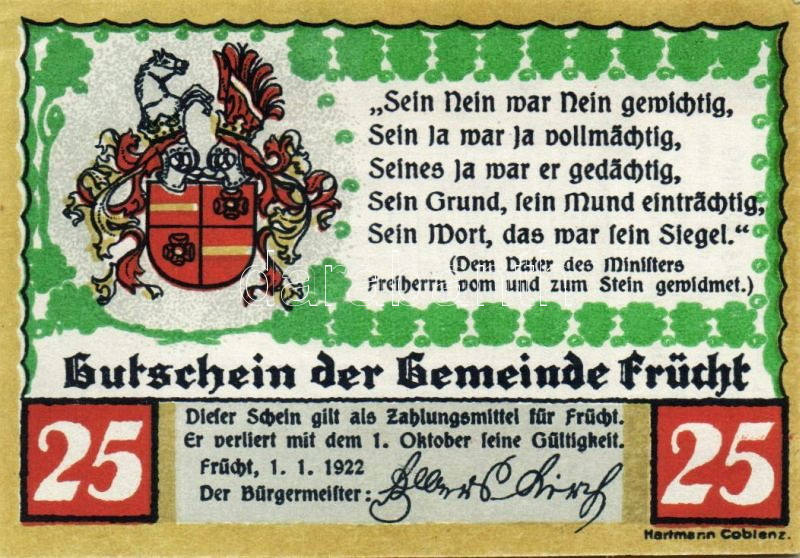 „Sein Nein war Nein gewichtig,
Sein Ja war Ja vollmächtig,
Seines Ja war er gedächtig,
Sein Grund, sein Mund einträchtig,
Sein Wort, das war sein Siegel.“
(Dem Vater des Ministers
Freiherrn vom und zum Stein gewidmet.)
Gutschein der Gemeinde Frücht
25
Dieser Schein gilt als Zahlungsmittel für Frücht.
Er verliert mit dem 1. Oktober seine Gültigkeit.
Frücht, 1. 1. 1922
Der Bürgermeister:
25
Hartmann Coblenz.